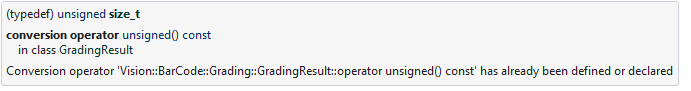 (typedef) unsigned size_t
conversion operator unsigned() const
in class GradingResult
Conversion operator 'Vision::BarCode::Grading::GradingResult::operator unsigned() const' has already been defined or declared